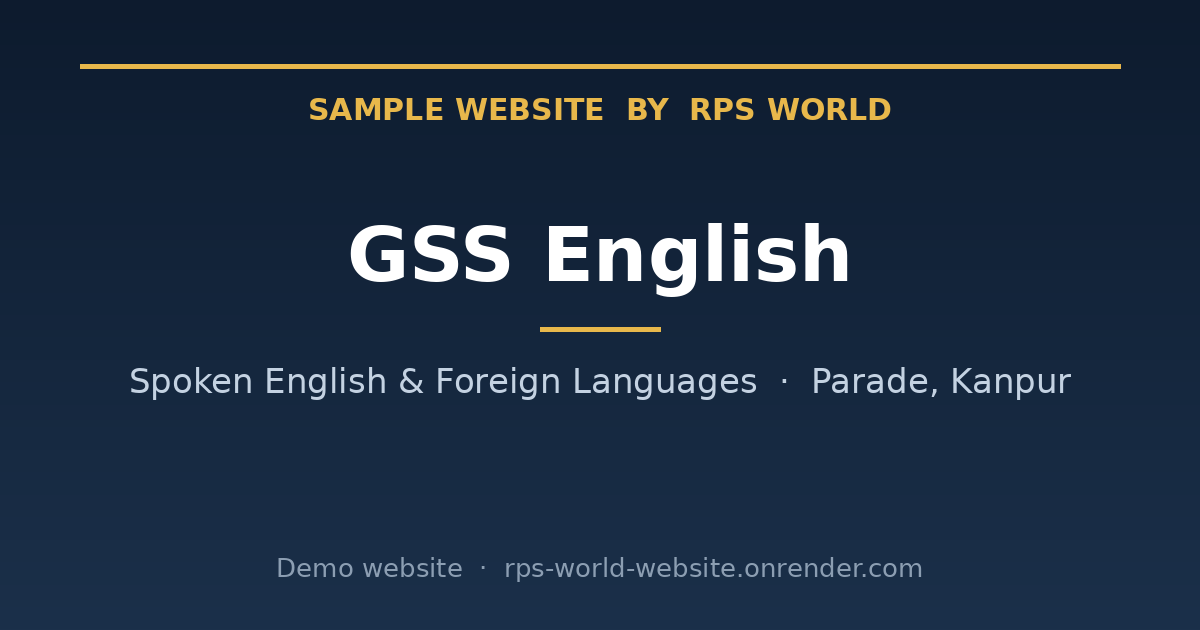 SAMPLE WEBSITE BY RPS WORLD
GSS English
Spoken English & Foreign Languages · Parade, Kanpur
Demo website · rps-world-website.onrender.com